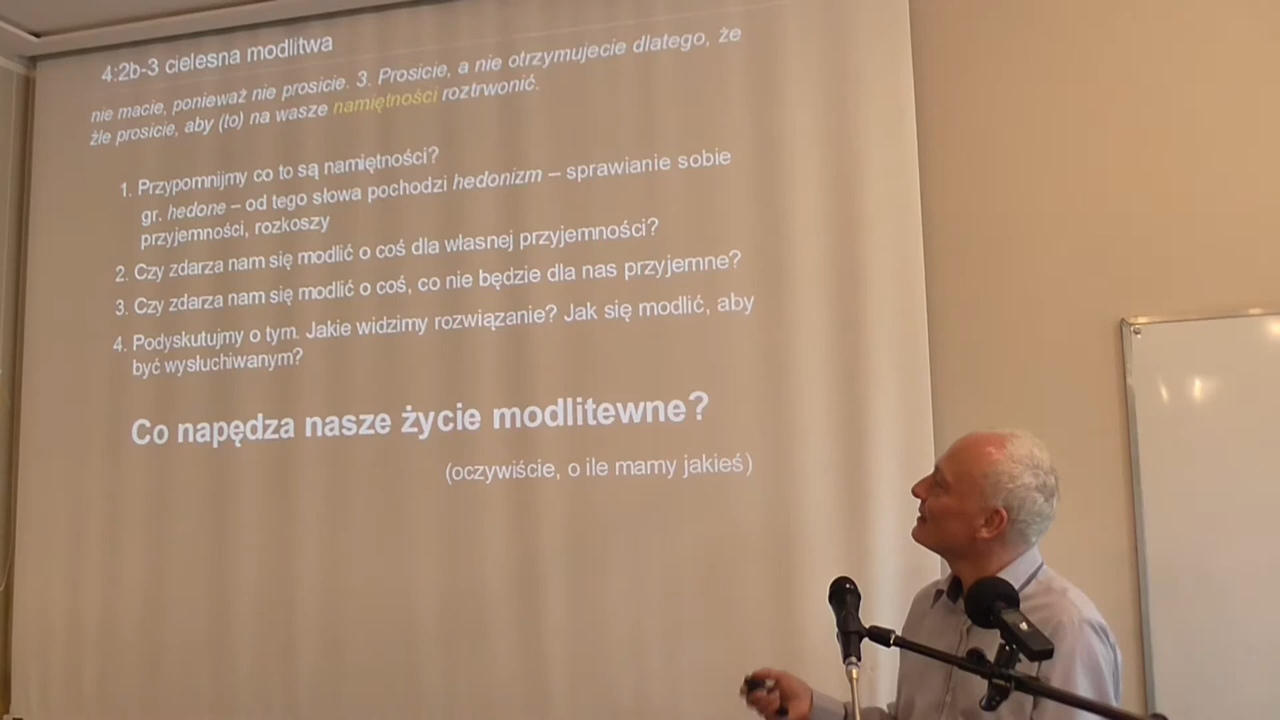 4:2b-3 cielesna modlitwa
nie macie, ponieważ nie prosicie. 3. Prosicie, a nie otrzymujecie dlatego, że
źle prosicie, aby (to) na wasze namiętności roztrwonić.
1. Przypomnijmy co to są namiętności?
gr. hedone – od tego słowa pochodzi hedonizm – sprawianie sobie
przyjemności, rozkoszy
2. Czy zdarza nam się modlić o coś dla własnej przyjemności?
3. Czy zdarza nam się modlić o coś, co nie będzie dla nas przyjemne?
4. Podyskutujmy o tym. Jakie widzimy rozwiązanie? Jak się modlić, aby
być wysłuchiwanym?
Co napędza nasze życie modlitewne?
(oczywiście, o ile mamy jakieś)